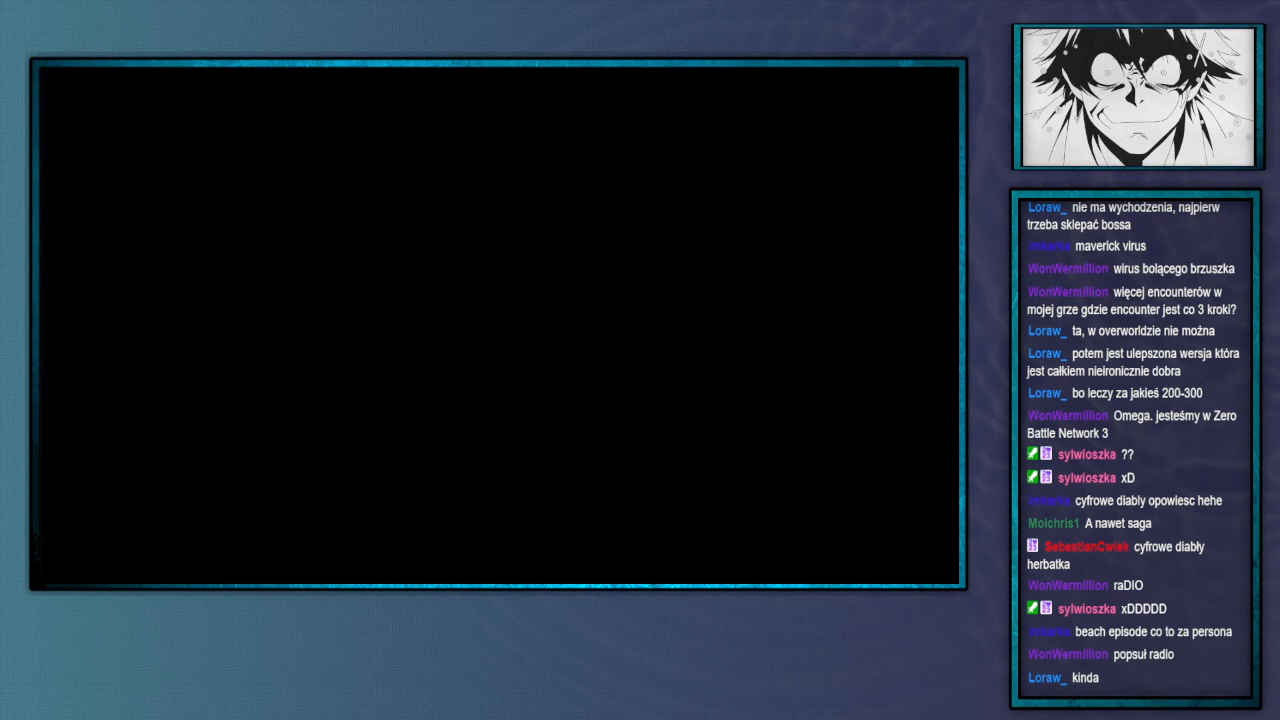 Loraw_ nie ma wychodzenia, najpierw
trzeba sklepać bossa
maverick virus
WonWermillion wirus bolącego brzuszka
WonWermillion więcej encounterów w
mojej grze gdzie encounter jest co 3 kroki?
Loraw_ ta, w overworldzie nie można
Loraw_ potem jest ulepszona wersja która
jest całkiem nieironicznie dobra
Loraw_ bo leczy za jakieś 200-300
WonWermillion Omega. jesteśmy w Zero
Battle Network 3
sylwioszka ??
sylwioszka xD
cyfrowe diably opowiesc hehe
Molchris1 A nawet saga
SebastianCwiek cyfrowe diabły
herbatka
WonWermillion raDIO
sylwioszka xDDDDD
beach episode co to za persona
WonWermillion popsuł radio
Loraw_ kinda